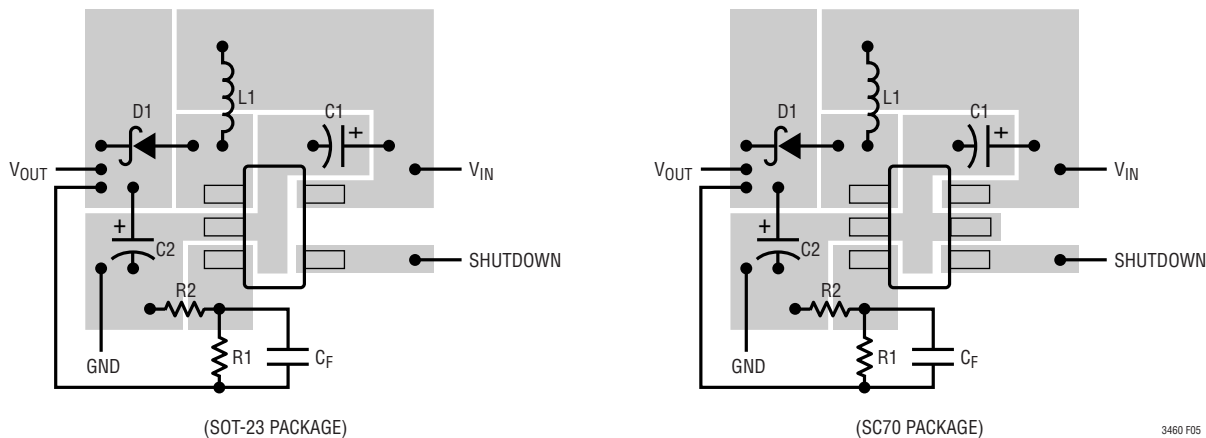 L1
C1
+
D1
VOUT
VIN
+
C2
SHUTDOWN
R2
GND
R1
CF
(SOT-23 PACKAGE)
L1
C1
+
D1
VOUT
VIN
+
C2
SHUTDOWN
R2
GND
R1
CF
(SC70 PACKAGE)
3460 F05